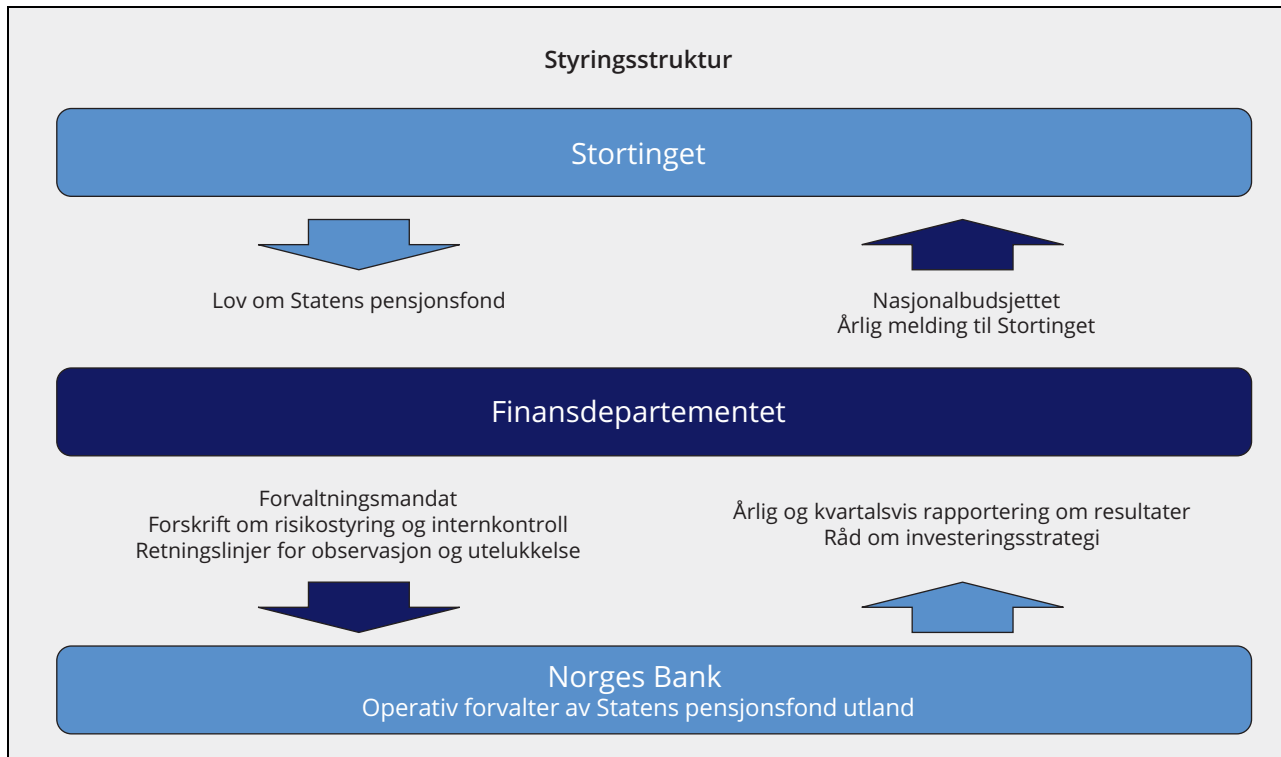 Styringsstruktur
Stortinget
Lov om Statens pensjonsfond
Nasjonalbudsjettet
Årlig melding til Stortinget
Finansdepartementet
Forvaltningsmandat
Forskrift om risikostyring og internkontroll
Retningslinjer for observasjon og utelukkelse
Årlig og kvartalsvis rapportering om resultater
Råd om investeringsstrategi
Norges Bank
Operativ forvalter av Statens pensjonsfond utland